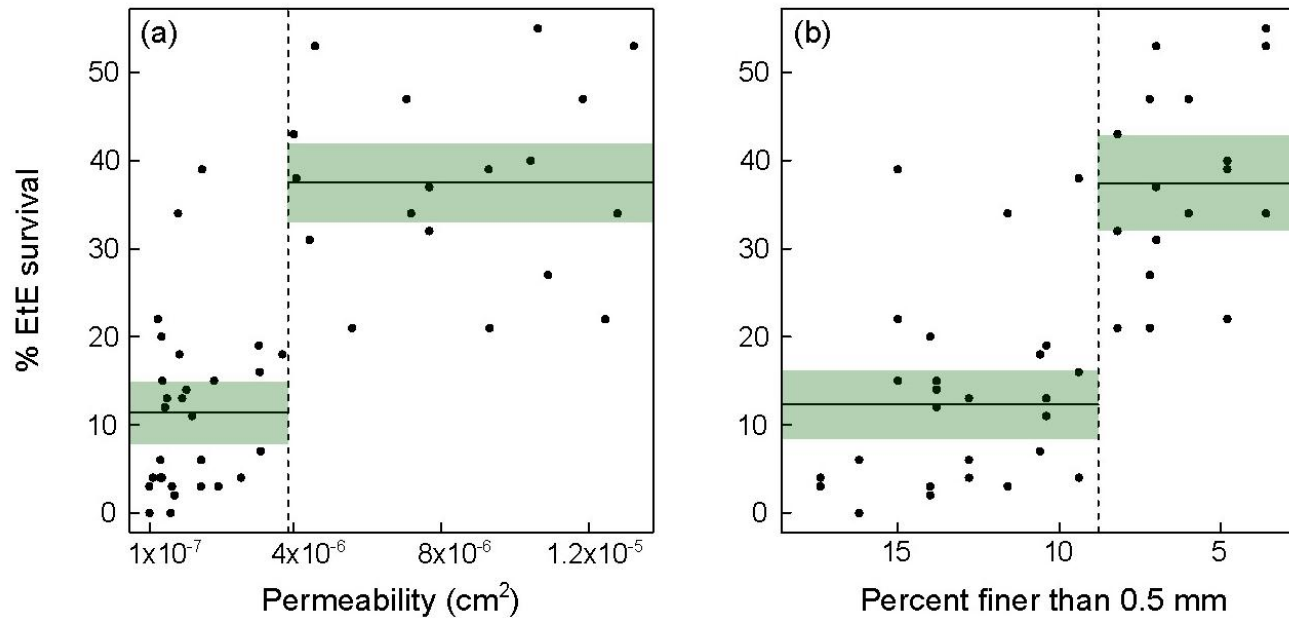 (a)
50
40
30
20
10
0
% EtE survival
1x10⁻⁷
4x10⁻⁶
8x10⁻⁶
1.2x10⁻⁵
Permeability (cm²)
(b)
50
40
30
20
10
0
15
10
5
Percent finer than 0.5 mm